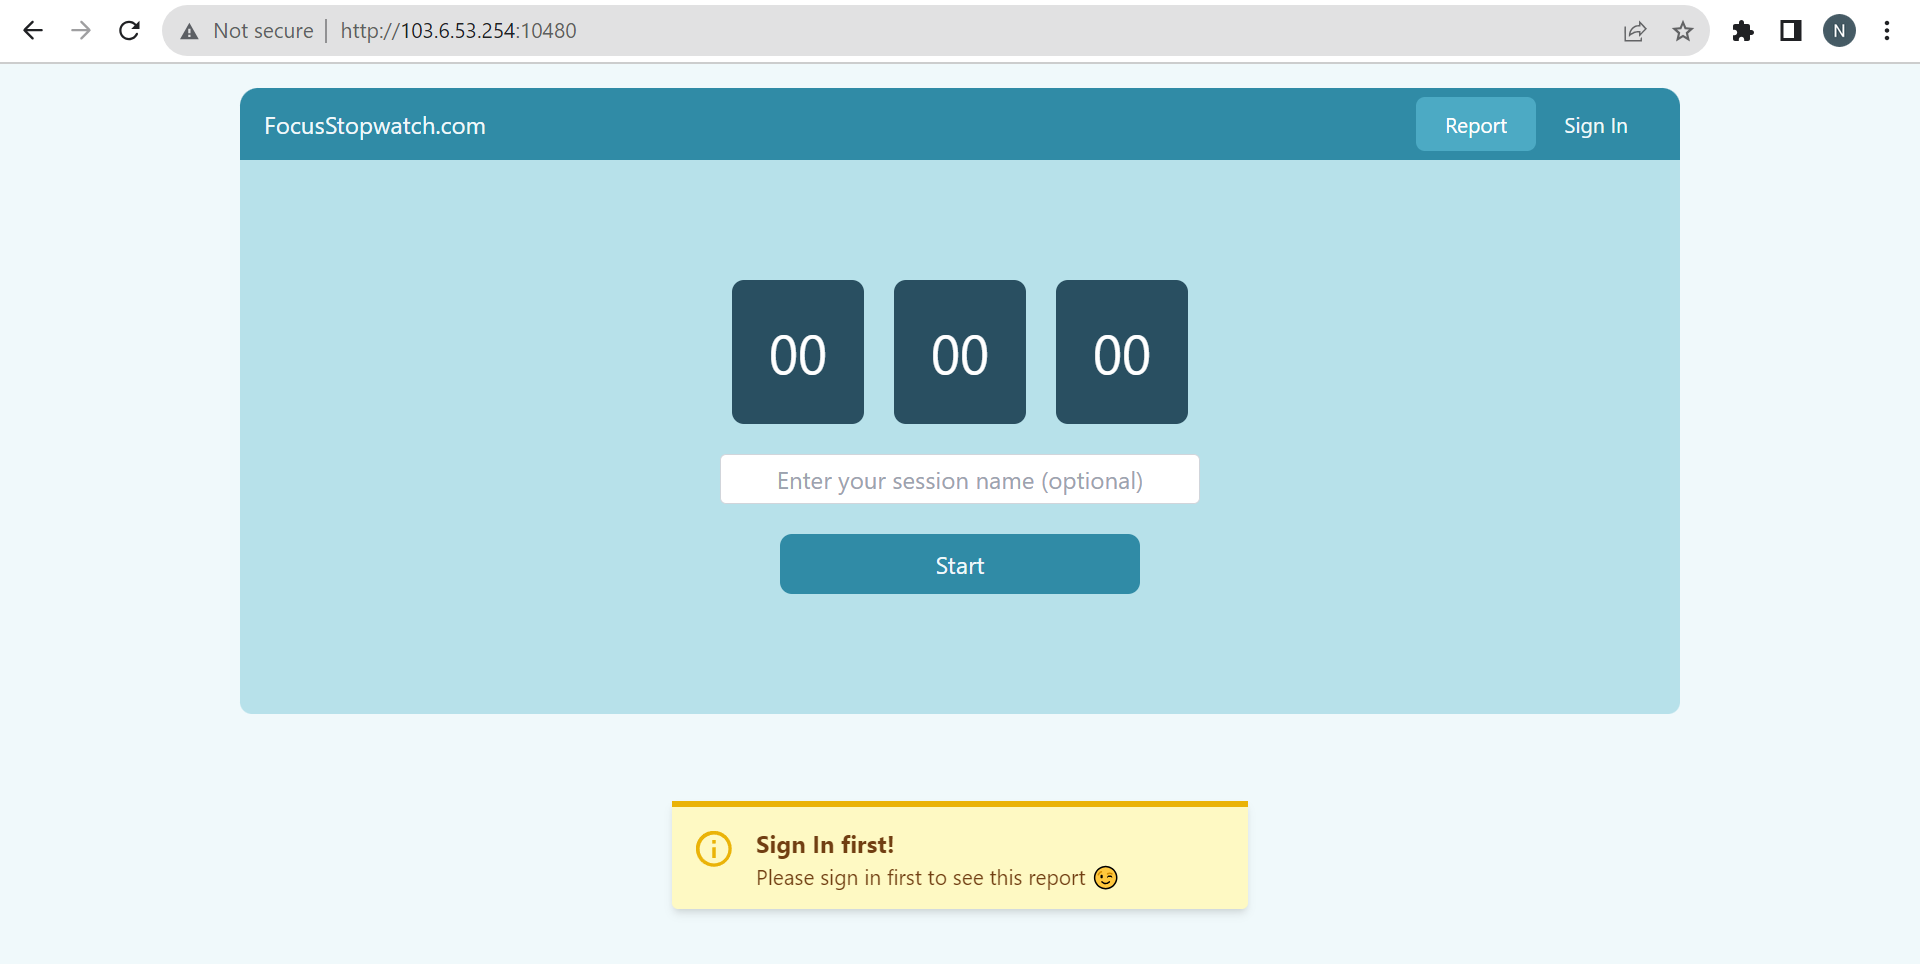 Not secure | http://103.6.53.254:10480
N
FocusStopwatch.com
Report
Sign In
00 00 00
Enter your session name (optional)
Start
Sign In first!
Please sign in first to see this report 😉